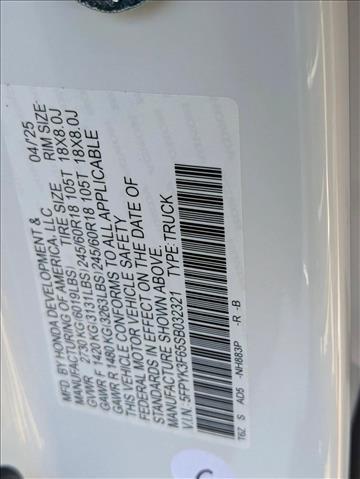 MFD. BY HONDA DEVELOPMENT & 04/25
MANUFACTURING OF AMERICA, LLC RIM SIZE:
GVWR 2730 KG(6019LBS) TIRE SIZE 18X8.0J
GAWR F 1420 KG(3131LBS) 245/60R18 105T 18X8.0J
GAWR R 1480 KG(3263LBS) 245/60R18 105T
THIS VEHICLE CONFORMS TO ALL APPLICABLE
FEDERAL MOTOR VEHICLE SAFETY
STANDARDS IN EFFECT ON THE DATE OF
MANUFACTURE SHOWN ABOVE.
V.I.N. 5FPYK3F65SB032321 TYPE:TRUCK
T6Z S AD5 -NH883P -R -B